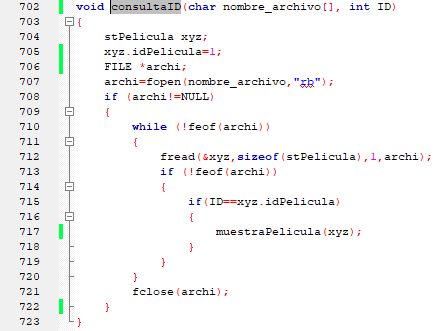 702 void consultaID(char nombre_archivo[], int ID)
703 {
704 stPelicula xyz;
705 xyz.idPelicula=1;
706 FILE *archi;
707 archi=fopen(nombre_archivo,"rb");
708 if (archi!=NULL)
709 {
710 while (!feof(archi))
711 {
712 fread(&xyz,sizeof(stPelicula),1,archi);
713 if (!feof(archi))
714 {
715 if(ID==xyz.idPelicula)
716 {
717 muestraPelicula(xyz);
718 }
719 }
720 }
721 fclose(archi);
722 }
723 }